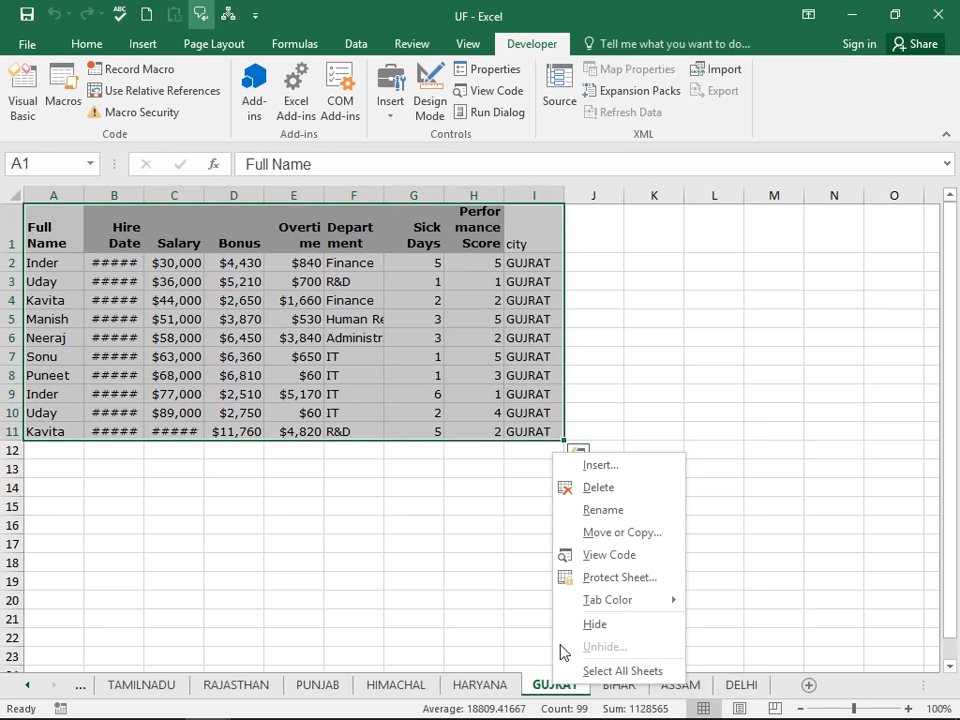 UF - Excel
File Home Insert Page Layout Formulas Data Review View Developer Tell me what you want to do... Sign in Share
Visual Basic
Macros
Record Macro
Use Relative References
Macro Security
Code
Add-ins
Excel Add-ins
COM Add-ins
Add-ins
Insert
Design Mode
Properties
View Code
Run Dialog
Controls
Source
Map Properties
Expansion Packs
Refresh Data
Import
Export
XML
A1 fx Full Name
A B C D E F G H I J K L M N O
1 Full Name Hire Date Salary Bonus Overti me Depart ment Sick Days Perfor mance Score city
2 Inder ##### $30,000 $4,430 $840 Finance 5 5 GUJRAT
3 Uday ##### $36,000 $5,210 $700 R&D 1 1 GUJRAT
4 Kavita ##### $44,000 $2,650 $1,660 Finance 2 2 GUJRAT
5 Manish ##### $51,000 $3,870 $530 Human Re 3 5 GUJRAT
6 Neeraj ##### $58,000 $6,450 $3,840 Administr 3 2 GUJRAT
7 Sonu ##### $63,000 $6,360 $650 IT 1 5 GUJRAT
8 Puneet ##### $68,000 $6,810 $60 IT 1 3 GUJRAT
9 Inder ##### $77,000 $2,510 $5,170 IT 6 1 GUJRAT
10 Uday ##### $89,000 $2,750 $60 IT 2 4 GUJRAT
11 Kavita ##### ##### $11,760 $4,820 R&D 5 2 GUJRAT
12
13
14
15
16
17
18
19
20
21
22
23
Insert...
Delete
Rename
Move or Copy...
View Code
Protect Sheet...
Tab Color
Hide
Unhide...
Select All Sheets
... TAMILNADU RAJASTHAN PUNJAB HIMACHAL HARYANA GUJRAT BIHAR ASSAM DELHI
Ready Average: 18809.41667 Count: 99 Sum: 1128565 100%